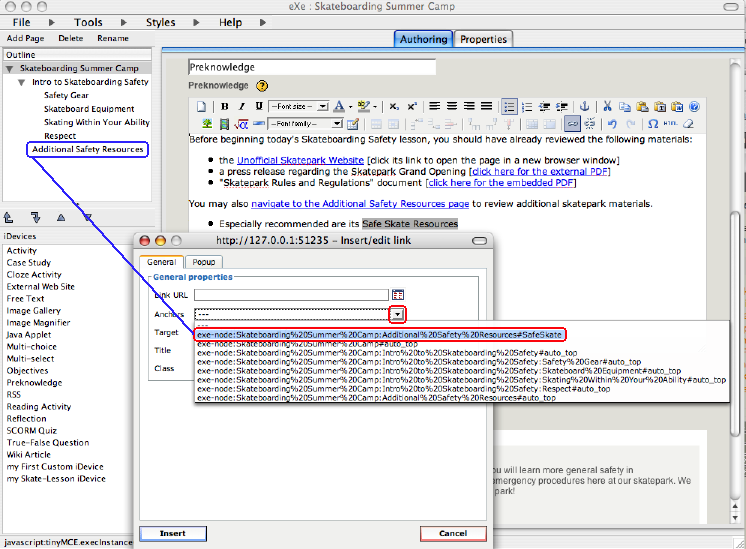 eXe : Skateboarding Summer Camp
File Tools Styles Help
Add Page Delete Rename
Authoring Properties
Outline
Skateboarding Summer Camp
Intro to Skateboarding Safety
Safety Gear
Skateboard Equipment
Skating Within Your Ability
Respect
Additional Safety Resources
iDevices
Activity
Case Study
Cloze Activity
External Web Site
Free Text
Image Gallery
Image Magnifier
Java Applet
Multi-choice
Multi-select
Objectives
Preknowledge
RSS
Reading Activity
Reflection
SCORM Quiz
True-False Question
Wiki Article
my First Custom iDevice
my Skate-Lesson iDevice
javascript:tinyMCE.execInstance
Preknowledge
Preknowledge
B I U --Font size--
--Font family--
Before beginning today's Skateboarding Safety lesson, you should have already reviewed the following materials:
the Unofficial Skatepark Website [click its link to open the page in a new browser window]
a press release regarding the Skatepark Grand Opening [click here for the external PDF]
"Skatepark Rules and Regulations" document [click here for the embedded PDF]
You may also navigate to the Additional Safety Resources page to review additional skatepark materials.
Especially recommended are its Safe Skate Resources
http://127.0.0.1:51235 - Insert/edit link
General Popup
General properties
Link URL
Anchors ---
Target
Title
Class
---
exe-node:Skateboarding%20Summer%20Camp:Additional%20Safety%20Resources#SafeSkate
exe-node:Skateboarding%20Summer%20Camp#auto_top
exe-node:Skateboarding%20Summer%20Camp:Intro%20to%20Skateboarding%20Safety#auto_top
exe-node:Skateboarding%20Summer%20Camp:Intro%20to%20Skateboarding%20Safety:Safety%20Gear#auto_top
exe-node:Skateboarding%20Summer%20Camp:Intro%20to%20Skateboarding%20Safety:Skateboard%20Equipment#auto_top
exe-node:Skateboarding%20Summer%20Camp:Intro%20to%20Skateboarding%20Safety:Skating%20Within%20Your%20Ability#auto_top
exe-node:Skateboarding%20Summer%20Camp:Intro%20to%20Skateboarding%20Safety:Respect#auto_top
exe-node:Skateboarding%20Summer%20Camp:Additional%20Safety%20Resources#auto_top
ou will learn more general safety in
mergency procedures here at our skatepark. We
park!
Insert Cancel